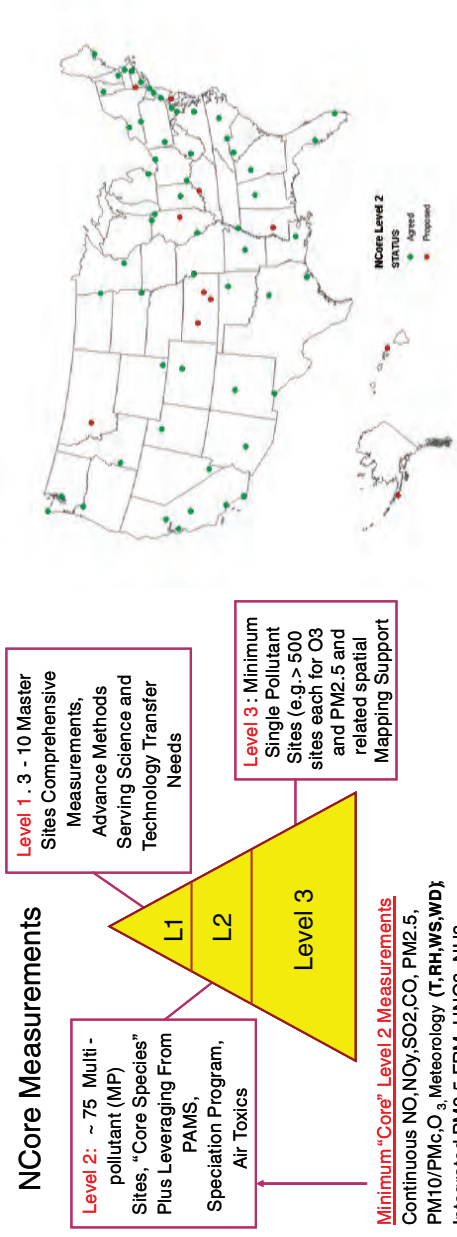 NCore Measurements
Level 2: ~ 75 Multi -
pollutant (MP)
Sites, “Core Species”
Plus Leveraging From
PAMS,
Speciation Program,
Air Toxics
Level 1. 3 - 10 Master
Sites Comprehensive
Measurements,
Advance Methods
Serving Science and
Technology Transfer
Needs
L1
L2
Level 3
Level 3 : Minimum
Single Pollutant
Sites (e.g.> 500
sites each for O3
and PM2.5 and
related spatial
Mapping Support
Minimum “Core” Level 2 Measurements
Continuous NO,NOy,SO2,CO, PM2.5,
PM10/PMc,O3,Meteorology (T,RH,WS,WD);
NCore Level 2
STATUS
Agreed
Proposed